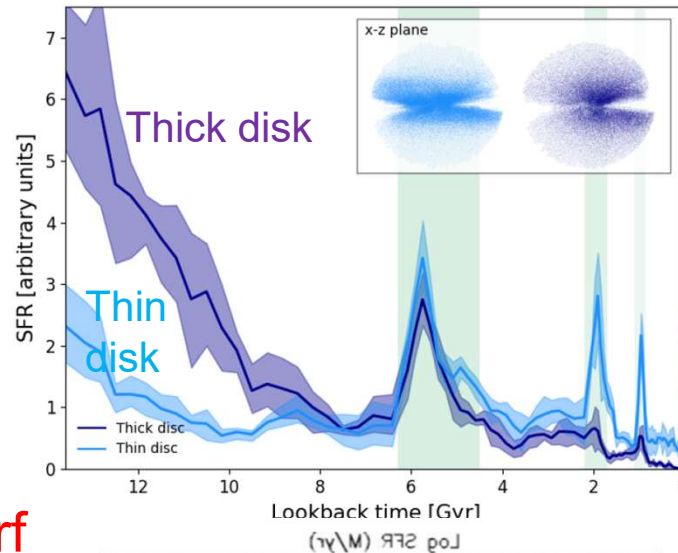 x-z plane
7
6
5
4
3
2
1
0
SFR [arbitrary units]
Thick disk
Thin
disk
Thick disc
Thin disc
12 10 8 6 4 2
Lookback time [Gyr]
rf
Log SFR (M/yr)